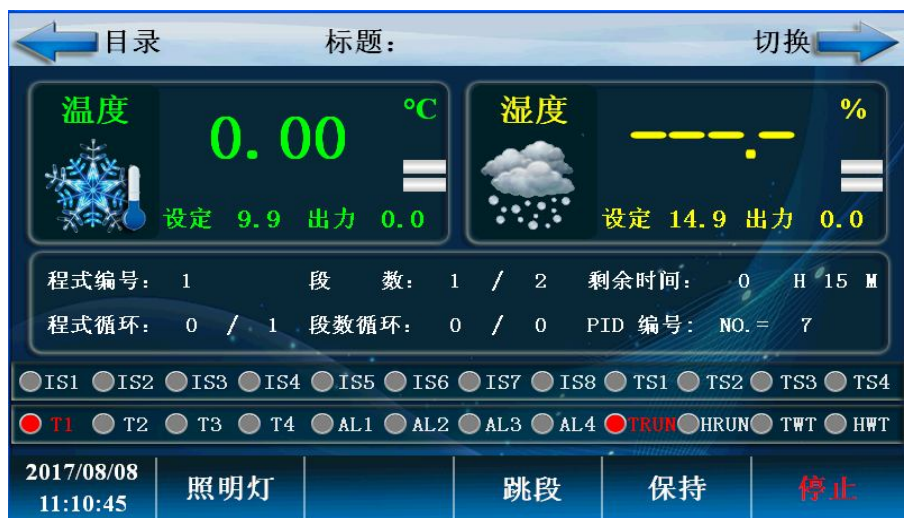 目录 标题: 切换
温度 0.00 °C
设定 9.9 出力 0.0
湿度 ---.- %
设定 14.9 出力 0.0
程式编号: 1 段 数: 1 / 2 剩余时间: 0 H 15 M
程式循环: 0 / 1 段数循环: 0 / 0 PID 编号: NO.= 7
IS1 IS2 IS3 IS4 IS5 IS6 IS7 IS8 TS1 TS2 TS3 TS4
T1 T2 T3 T4 AL1 AL2 AL3 AL4 TRUN HRUN TWT HWT
2017/08/08
11:10:45 照明灯 跳段 保持 停止